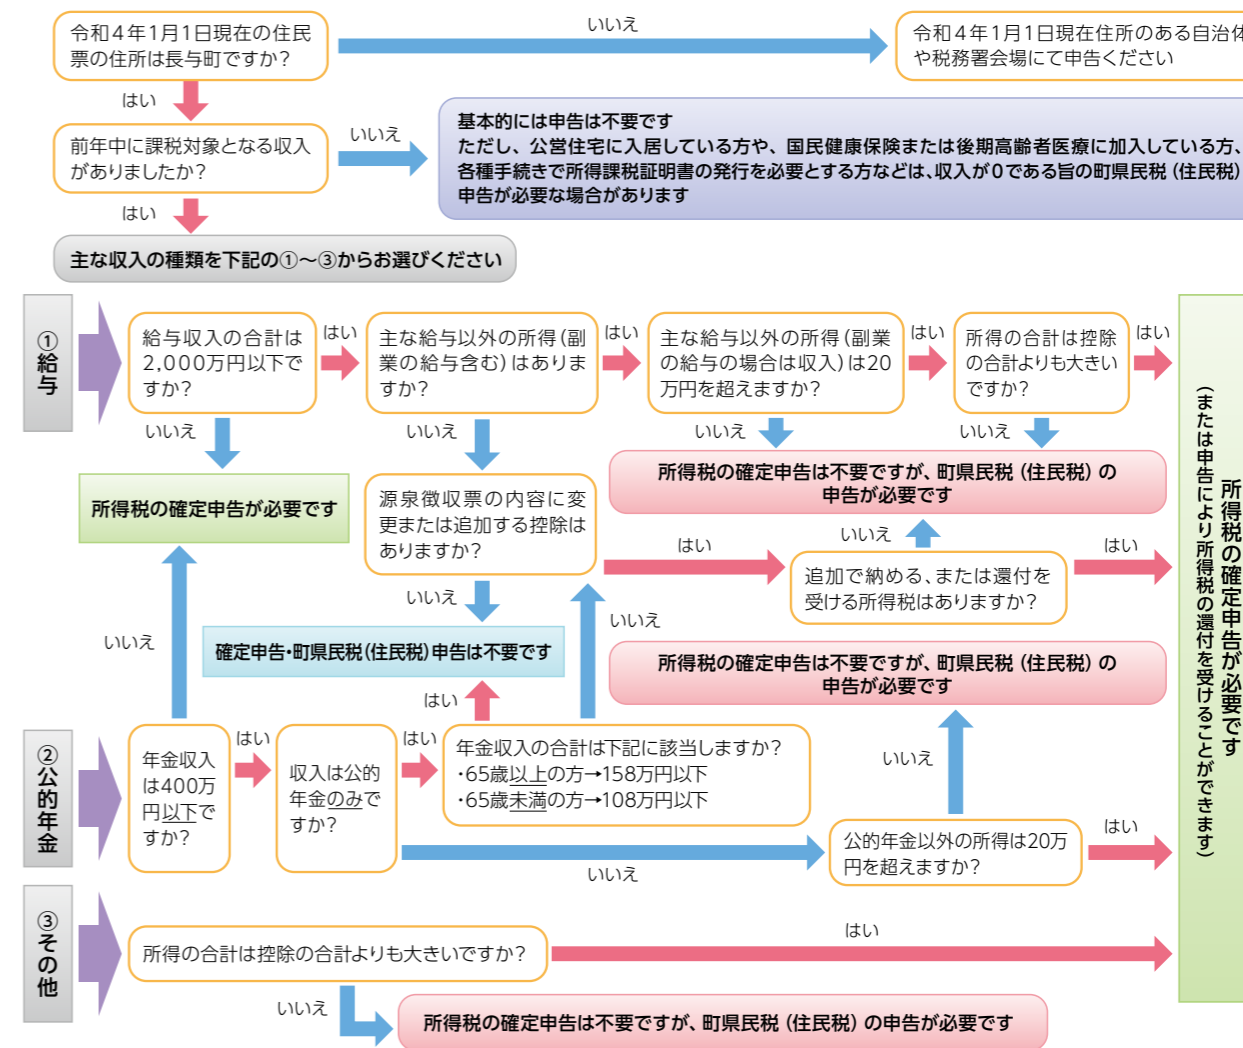 令和4年1月1日現在の住民
票の住所は長与町ですか?
いいえ
令和4年1月1日現在住所のある自治体
や税務署会場にて申告ください
はい
前年中に課税対象となる収入
がありましたか?
いいえ
基本的には申告は不要です
ただし、公営住宅に入居している方や、国民健康保険または後期高齢者医療に加入している方、
各種手続きで所得課税証明書の発行を必要とする方などは、収入が0である旨の町県民税(住民税)
申告が必要な場合があります
はい
主な収入の種類を下記の①〜③からお選びください
①給与
給与収入の合計は
2,000万円以下で
すか?
はい
主な給与以外の所得(副
業の給与含む)はありま
すか?
はい
主な給与以外の所得(副業
の給与の場合は収入)は20
万円を超えますか?
はい
所得の合計は控除
の合計よりも大きい
ですか?
はい
いいえ
いいえ
いいえ
いいえ
所得税の確定申告が必要です
源泉徴収票の内容に変
更または追加する控除は
ありますか?
所得税の確定申告は不要ですが、町県民税(住民税)の
申告が必要です
はい
いいえ
追加で納める、または還付を
受ける所得税はありますか?
はい
いいえ
いいえ
確定申告・町県民税(住民税)申告は不要です
いいえ
所得税の確定申告は不要ですが、町県民税(住民税)の
申告が必要です
所得税の確定申告が必要です
(または申告により所得税の還付を受けることができます)
②公的年金
年金収入
は400万
円以下で
すか?
はい
収入は公的
年金のみで
すか?
はい
はい
年金収入の合計は下記に該当しますか?
・65歳以上の方→158万円以下
・65歳未満の方→108万円以下
いいえ
いいえ
公的年金以外の所得は20万
円を超えますか?
はい
③その他
所得の合計は控除の合計よりも大きいですか?
はい
いいえ
所得税の確定申告は不要ですが、町県民税(住民税)の申告が必要です